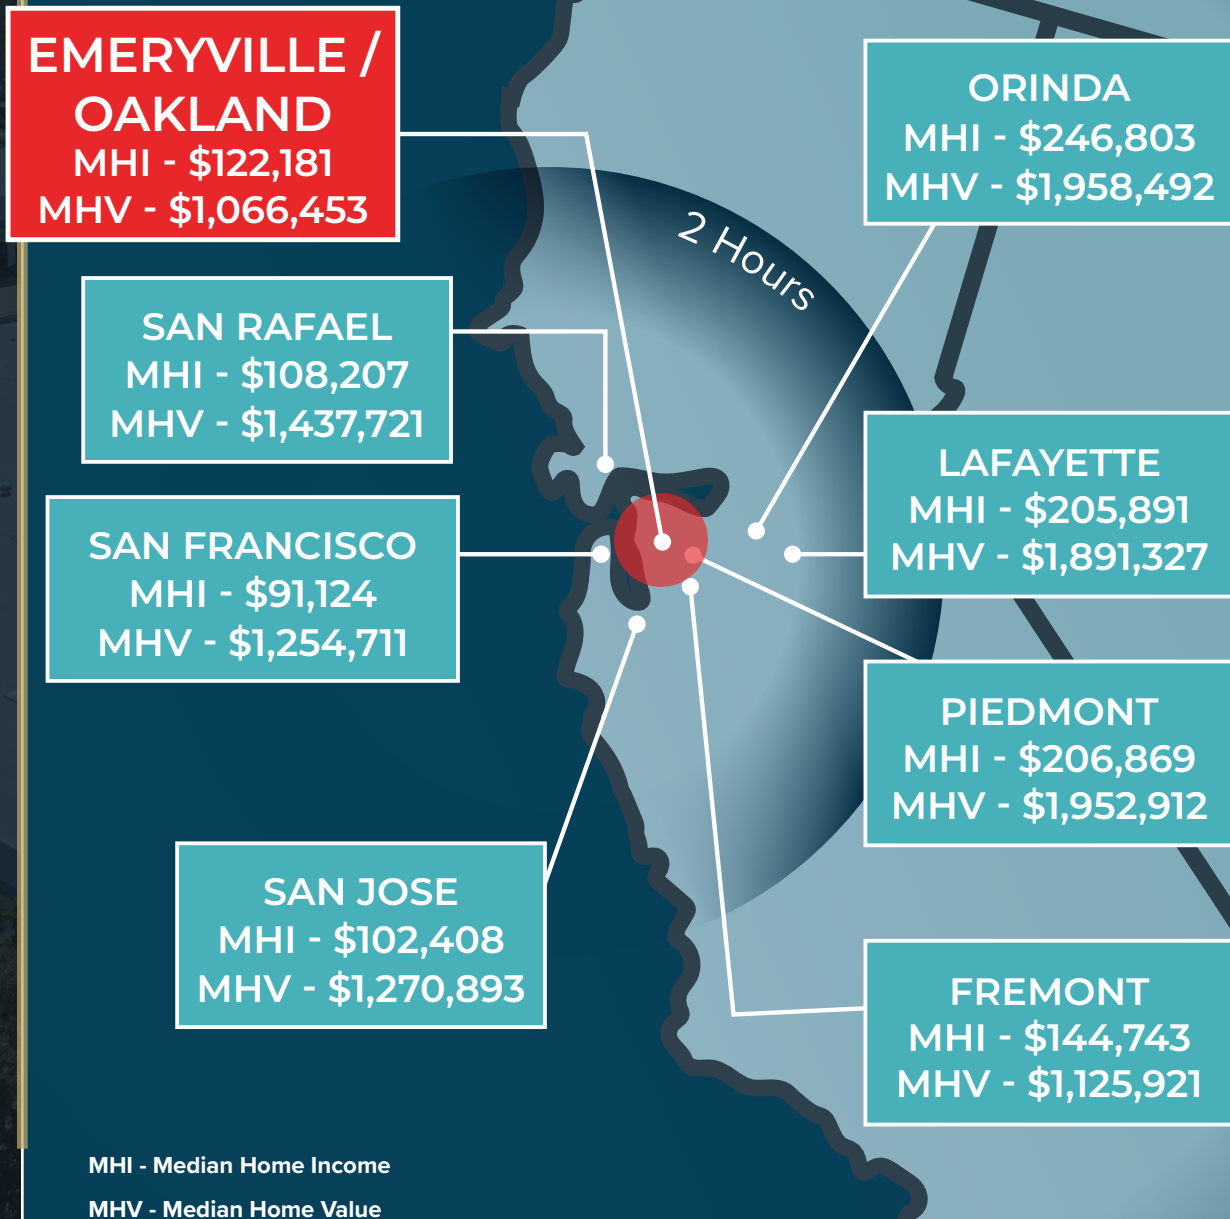 EMERYVILLE /
OAKLAND
MHI - $122,181
MHV - $1,066,453
ORINDA
MHI - $246,803
MHV - $1,958,492
2 Hours
SAN RAFAEL
MHI - $108,207
MHV - $1,437,721
LAFAYETTE
MHI - $205,891
MHV - $1,891,327
SAN FRANCISCO
MHI - $91,124
MHV - $1,254,711
PIEDMONT
MHI - $206,869
MHV - $1,952,912
SAN JOSE
MHI - $102,408
MHV - $1,270,893
FREMONT
MHI - $144,743
MHV - $1,125,921
MHI - Median Home Income
MHV - Median Home Value